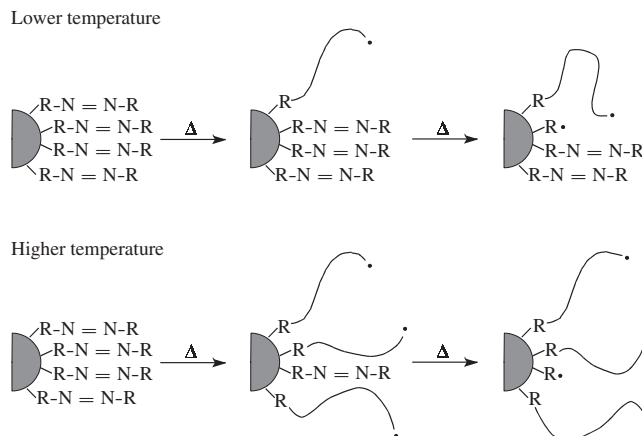 Lower temperature
R-N = N-R
R-N = N-R
R-N = N-R
R-N = N-R
Δ
R
R-N = N-R
R-N = N-R
R-N = N-R
Δ
R
R•
R-N = N-R
R-N = N-R
Higher temperature
R-N = N-R
R-N = N-R
R-N = N-R
R-N = N-R
Δ
R
R
R-N = N-R
R
Δ
R
R
R•
R